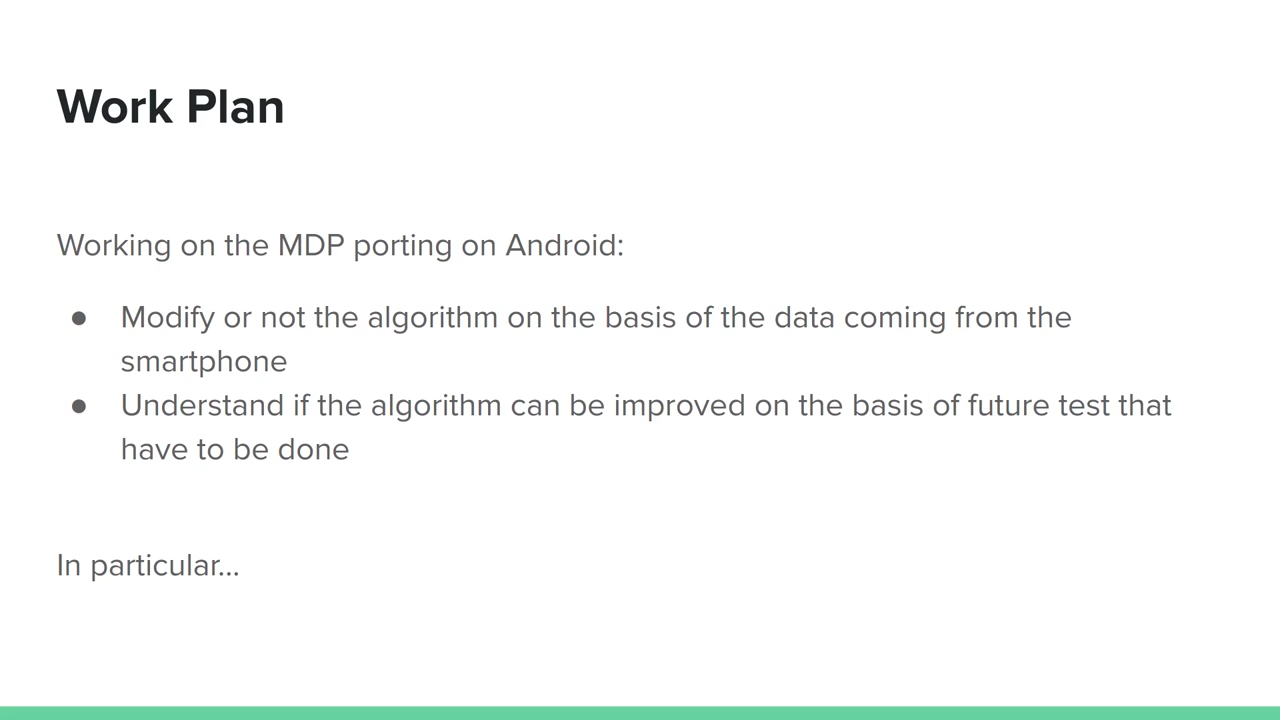 Work Plan
Working on the MDP porting on Android:
● Modify or not the algorithm on the basis of the data coming from the
smartphone
● Understand if the algorithm can be improved on the basis of future test that
have to be done
In particular...